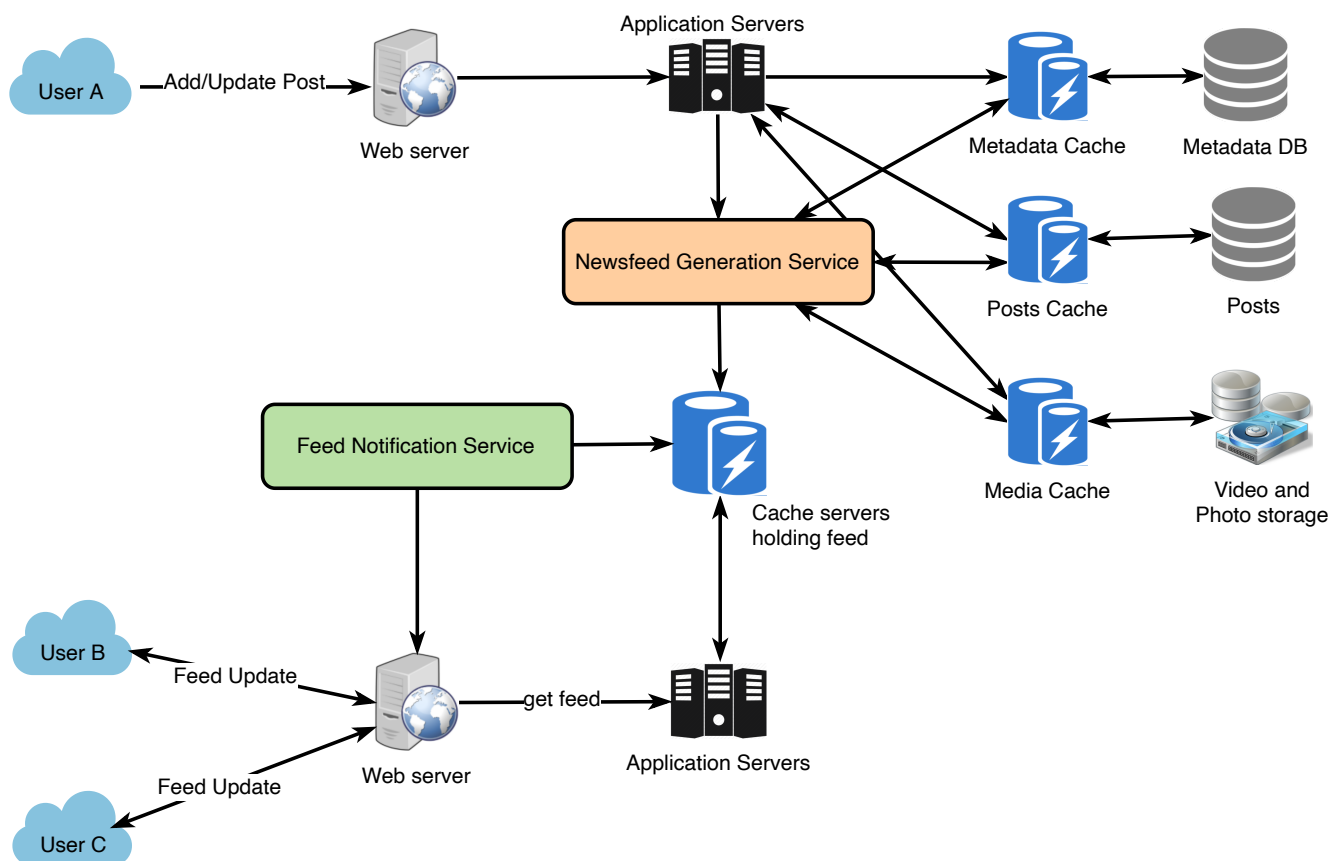 Application Servers
User A
Add/Update Post
Web server
Metadata Cache
Metadata DB
Newsfeed Generation Service
Posts Cache
Posts
Feed Notification Service
Media Cache
Video and
Photo storage
Cache servers
holding feed
User B
Feed Update
get feed
Web server
Application Servers
Feed Update
User C